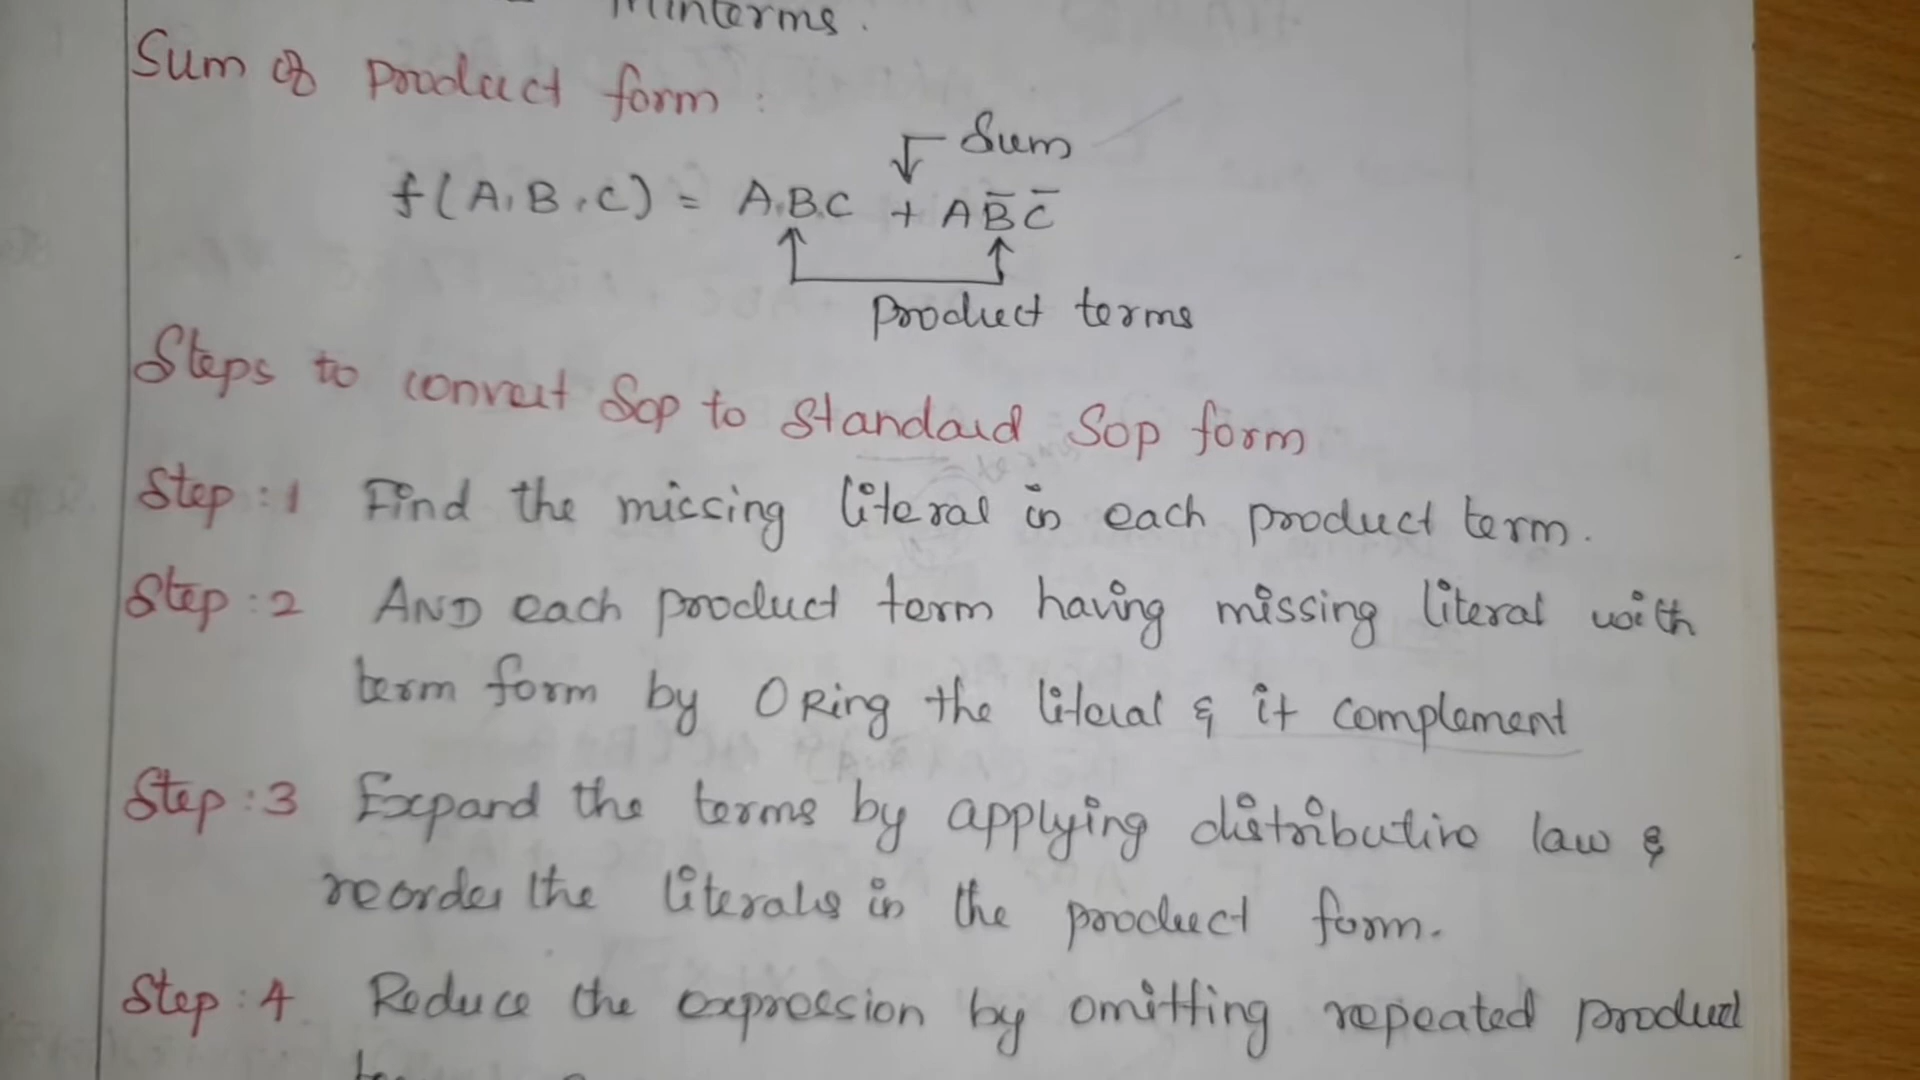 Minterms.
Sum of product form :
Sum
f(A,B,C) = A.B.C + A B̅ C̅
product terms
Steps to convert Sop to Standard Sop form
Step : 1 Find the missing literal in each product term.
Step : 2 AND each product term having missing literal with
term form by ORing the literal & it complement
Step : 3 Expand the terms by applying distributive law &
reorder the literals in the product form.
Step : 4 Reduce the expression by omitting repeated product